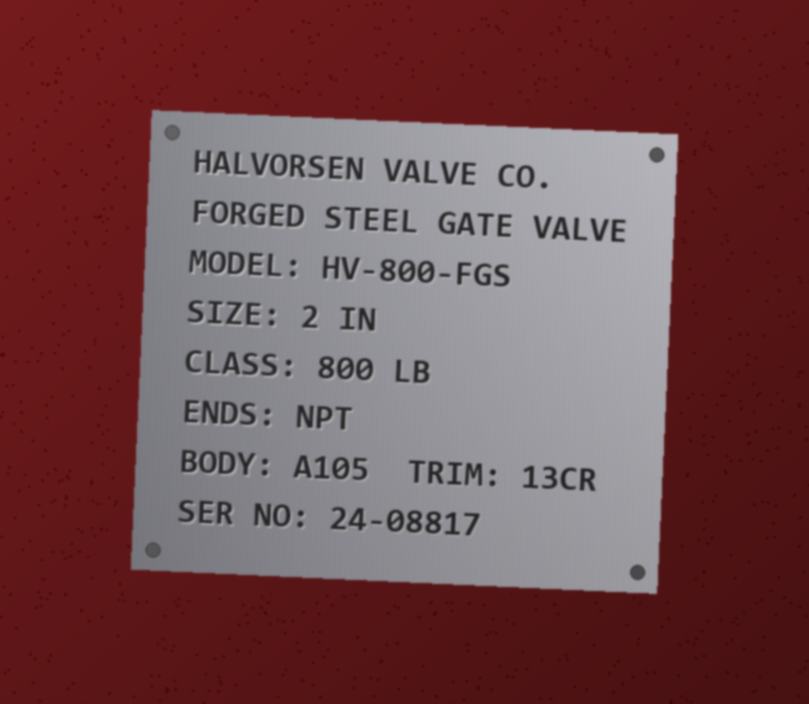 HALVORSEN VALVE CO.
FORGED STEEL GATE VALVE
MODEL: HV-800-FGS
SIZE: 2 IN
CLASS: 800 LB
ENDS: NPT
BODY: A105  TRIM: 13CR
SER NO: 24-08817